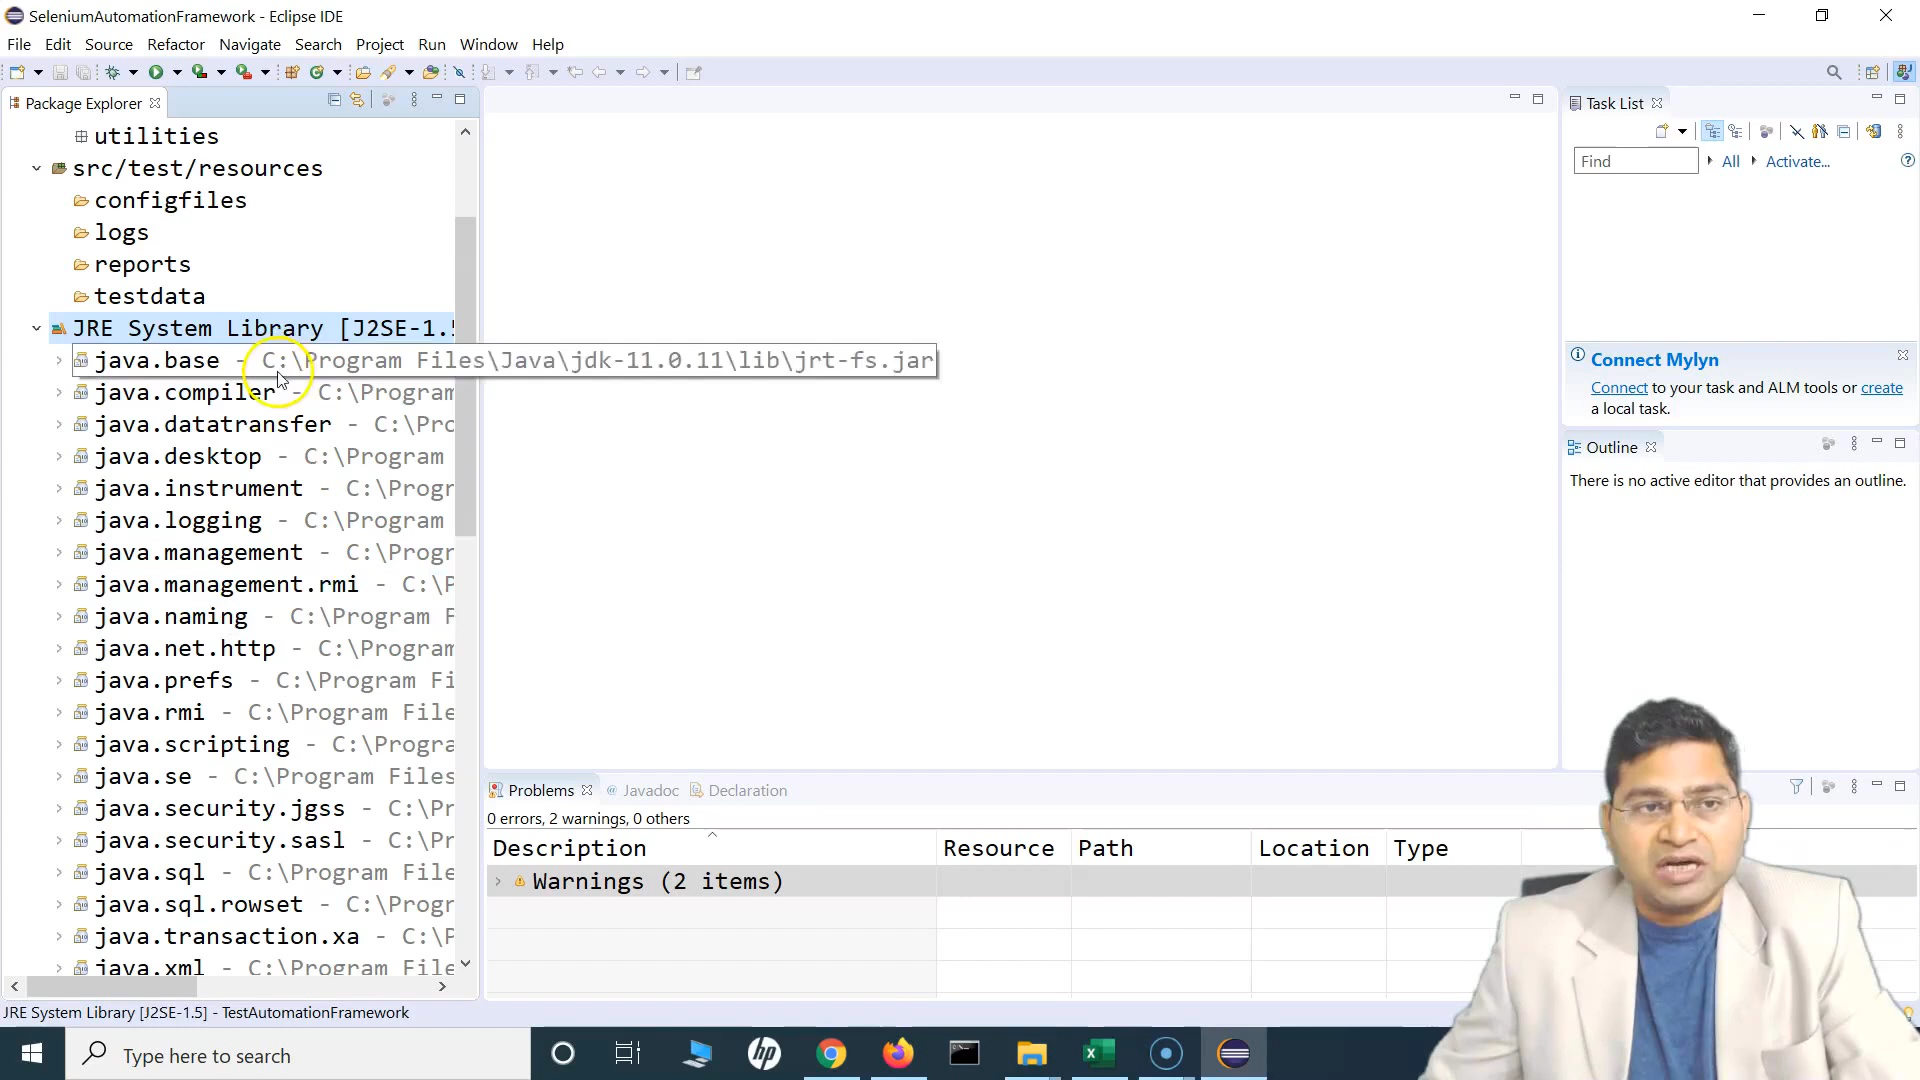 SeleniumAutomationFramework - Eclipse IDE
File Edit Source Refactor Navigate Search Project Run Window Help
Package Explorer
utilities
src/test/resources
configfiles
logs
reports
testdata
JRE System Library [J2SE-1.5
java.base - C:\Program Files\Java\jdk-11.0.11\lib\jrt-fs.jar
java.compiler - C:\Program
java.datatransfer - C:\Pro
java.desktop - C:\Program
java.instrument - C:\Progr
java.logging - C:\Program
java.management - C:\Progr
java.management.rmi - C:\P
java.naming - C:\Program F
java.net.http - C:\Program
java.prefs - C:\Program Fi
java.rmi - C:\Program File
java.scripting - C:\Progra
java.se - C:\Program Files
java.security.jgss - C:\Pr
java.security.sasl - C:\Pr
java.sql - C:\Program File
java.sql.rowset - C:\Progr
java.transaction.xa - C:\P
java.xml - C:\Program File
Task List
Find All Activate...
Connect Mylyn
Connect to your task and ALM tools or create
a local task.
Outline
There is no active editor that provides an outline.
Problems Javadoc Declaration
0 errors, 2 warnings, 0 others
Description Resource Path Location Type
Warnings (2 items)
JRE System Library [J2SE-1.5] - TestAutomationFramework
Type here to search
hp